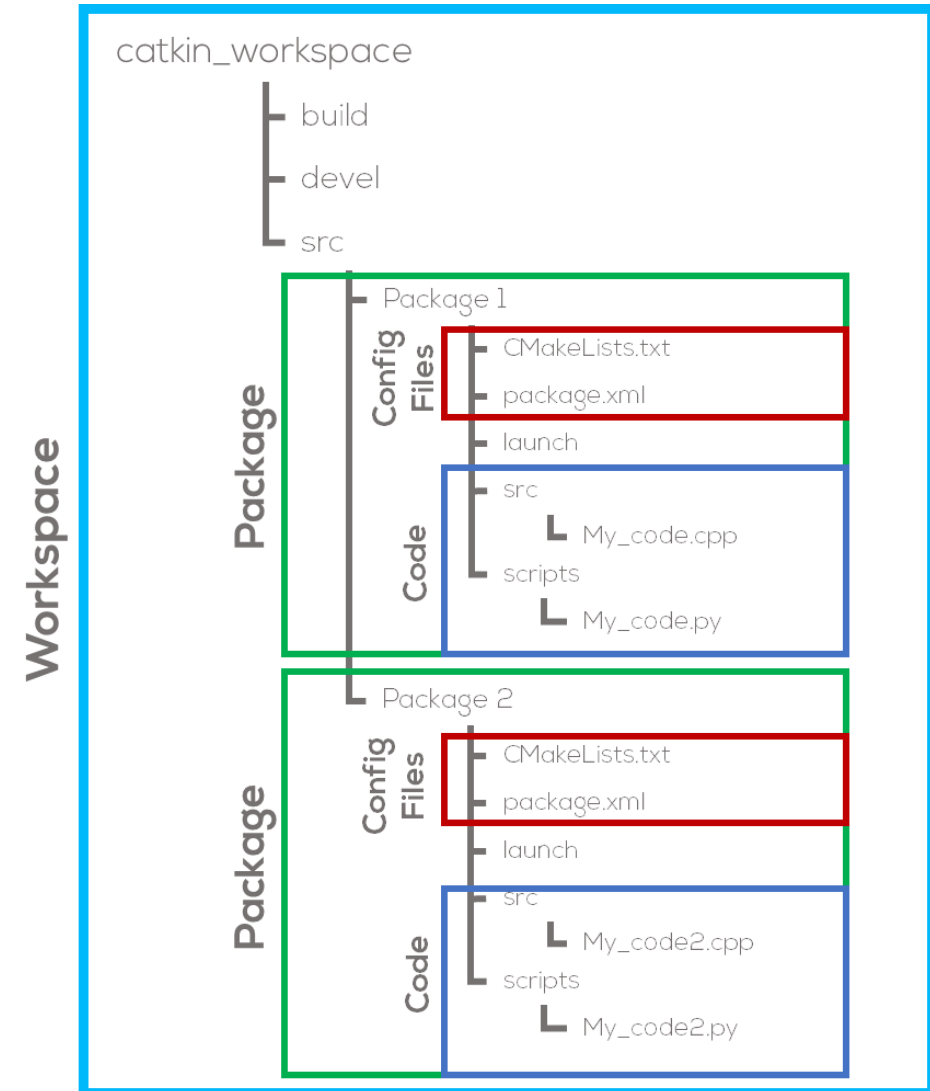 catkin_workspace
build
devel
src
Package 1
CMakeLists.txt
package.xml
launch
src
My_code.cpp
scripts
My_code.py
Package 2
CMakeLists.txt
package.xml
launch
src
My_code2.cpp
scripts
My_code2.py
Workspace
Package
Config
Files
Code
Package
Config
Files
Code